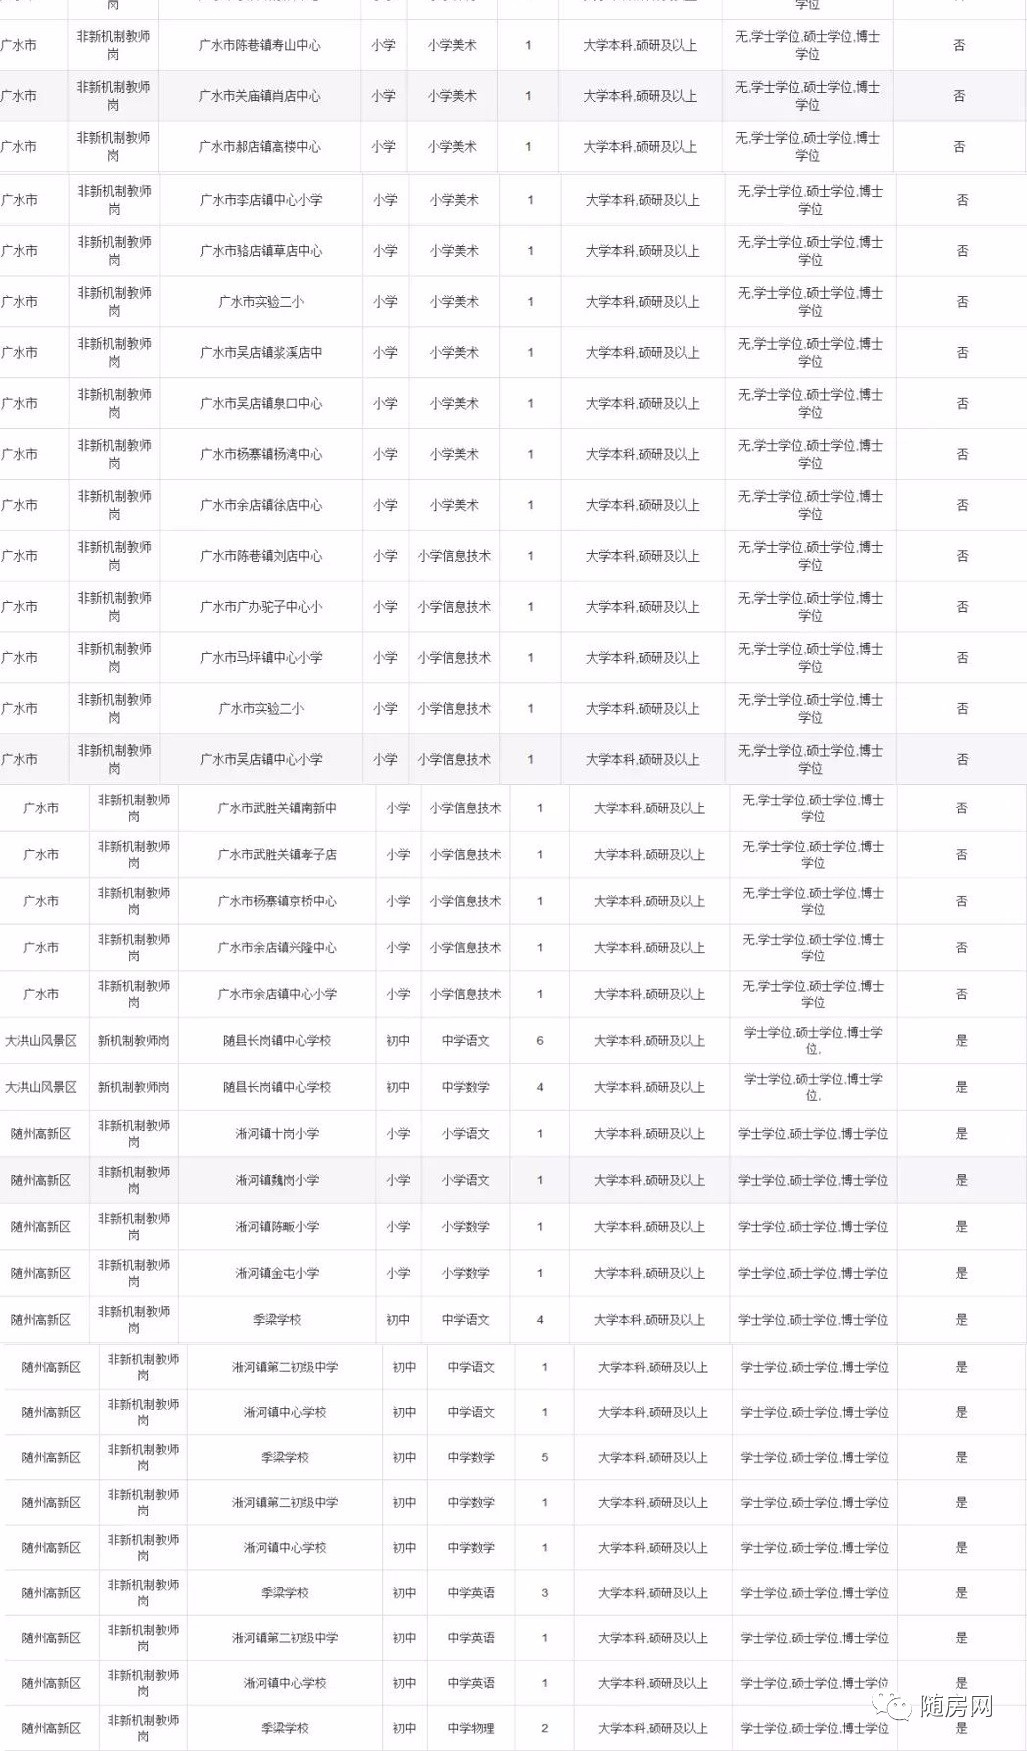 岗 学位
广水市 非新机制教师岗 广水市陈巷镇寿山中心 小学 小学美术 1 大学本科,硕研及以上 无,学士学位,硕士学位,博士学位 否
广水市 非新机制教师岗 广水市关庙镇肖店中心 小学 小学美术 1 大学本科,硕研及以上 无,学士学位,硕士学位,博士学位 否
广水市 非新机制教师岗 广水市郝店镇高楼中心 小学 小学美术 1 大学本科,硕研及以上 无,学士学位,硕士学位,博士学位 否
广水市 非新机制教师岗 广水市李店镇中心小学 小学 小学美术 1 大学本科,硕研及以上 无,学士学位,硕士学位,博士学位 否
广水市 非新机制教师岗 广水市骆店镇草店中心 小学 小学美术 1 大学本科,硕研及以上 无,学士学位,硕士学位,博士学位 否
广水市 非新机制教师岗 广水市实验二小 小学 小学美术 1 大学本科,硕研及以上 无,学士学位,硕士学位,博士学位 否
广水市 非新机制教师岗 广水市吴店镇浆溪店中 小学 小学美术 1 大学本科,硕研及以上 无,学士学位,硕士学位,博士学位 否
广水市 非新机制教师岗 广水市吴店镇泉口中心 小学 小学美术 1 大学本科,硕研及以上 无,学士学位,硕士学位,博士学位 否
广水市 非新机制教师岗 广水市杨寨镇杨湾中心 小学 小学美术 1 大学本科,硕研及以上 无,学士学位,硕士学位,博士学位 否
广水市 非新机制教师岗 广水市余店镇徐店中心 小学 小学美术 1 大学本科,硕研及以上 无,学士学位,硕士学位,博士学位 否
广水市 非新机制教师岗 广水市陈巷镇刘店中心 小学 小学信息技术 1 大学本科,硕研及以上 无,学士学位,硕士学位,博士学位 否
广水市 非新机制教师岗 广水市广办驼子中心小 小学 小学信息技术 1 大学本科,硕研及以上 无,学士学位,硕士学位,博士学位 否
广水市 非新机制教师岗 广水市马坪镇中心小学 小学 小学信息技术 1 大学本科,硕研及以上 无,学士学位,硕士学位,博士学位 否
广水市 非新机制教师岗 广水市实验二小 小学 小学信息技术 1 大学本科,硕研及以上 无,学士学位,硕士学位,博士学位 否
广水市 非新机制教师岗 广水市吴店镇中心小学 小学 小学信息技术 1 大学本科,硕研及以上 无,学士学位,硕士学位,博士学位 否
广水市 非新机制教师岗 广水市武胜关镇南新中 小学 小学信息技术 1 大学本科,硕研及以上 无,学士学位,硕士学位,博士学位 否
广水市 非新机制教师岗 广水市武胜关镇孝子店 小学 小学信息技术 1 大学本科,硕研及以上 无,学士学位,硕士学位,博士学位 否
广水市 非新机制教师岗 广水市杨寨镇京桥中心 小学 小学信息技术 1 大学本科,硕研及以上 无,学士学位,硕士学位,博士学位 否
广水市 非新机制教师岗 广水市余店镇兴隆中心 小学 小学信息技术 1 大学本科,硕研及以上 无,学士学位,硕士学位,博士学位 否
广水市 非新机制教师岗 广水市余店镇中心小学 小学 小学信息技术 1 大学本科,硕研及以上 无,学士学位,硕士学位,博士学位 否
大洪山风景区 新机制教师岗 随县长岗镇中心学校 初中 中学语文 6 大学本科,硕研及以上 学士学位,硕士学位,博士学位, 是
大洪山风景区 新机制教师岗 随县长岗镇中心学校 初中 中学数学 4 大学本科,硕研及以上 学士学位,硕士学位,博士学位, 是
随州高新区 非新机制教师岗 淅河镇十岗小学 小学 小学语文 1 大学本科,硕研及以上 学士学位,硕士学位,博士学位 是
随州高新区 非新机制教师岗 淅河镇魏岗小学 小学 小学语文 1 大学本科,硕研及以上 学士学位,硕士学位,博士学位 是
随州高新区 非新机制教师岗 淅河镇陈畈小学 小学 小学数学 1 大学本科,硕研及以上 学士学位,硕士学位,博士学位 是
随州高新区 非新机制教师岗 淅河镇金屯小学 小学 小学数学 1 大学本科,硕研及以上 学士学位,硕士学位,博士学位 是
随州高新区 非新机制教师岗 季梁学校 初中 中学语文 4 大学本科,硕研及以上 学士学位,硕士学位,博士学位 是
随州高新区 非新机制教师岗 淅河镇第二初级中学 初中 中学语文 1 大学本科,硕研及以上 学士学位,硕士学位,博士学位 是
随州高新区 非新机制教师岗 淅河镇中心学校 初中 中学语文 1 大学本科,硕研及以上 学士学位,硕士学位,博士学位 是
随州高新区 非新机制教师岗 季梁学校 初中 中学数学 5 大学本科,硕研及以上 学士学位,硕士学位,博士学位 是
随州高新区 非新机制教师岗 淅河镇第二初级中学 初中 中学数学 1 大学本科,硕研及以上 学士学位,硕士学位,博士学位 是
随州高新区 非新机制教师岗 淅河镇中心学校 初中 中学数学 1 大学本科,硕研及以上 学士学位,硕士学位,博士学位 是
随州高新区 非新机制教师岗 季梁学校 初中 中学英语 3 大学本科,硕研及以上 学士学位,硕士学位,博士学位 是
随州高新区 非新机制教师岗 淅河镇第二初级中学 初中 中学英语 1 大学本科,硕研及以上 学士学位,硕士学位,博士学位 是
随州高新区 非新机制教师岗 淅河镇中心学校 初中 中学英语 1 大学本科,硕研及以上 学士学位,硕士学位,博士学位 是
随州高新区 非新机制教师岗 季梁学校 初中 中学物理 2 大学本科,硕研及以上 学士学位,硕士学位,博士学位 是
随房网